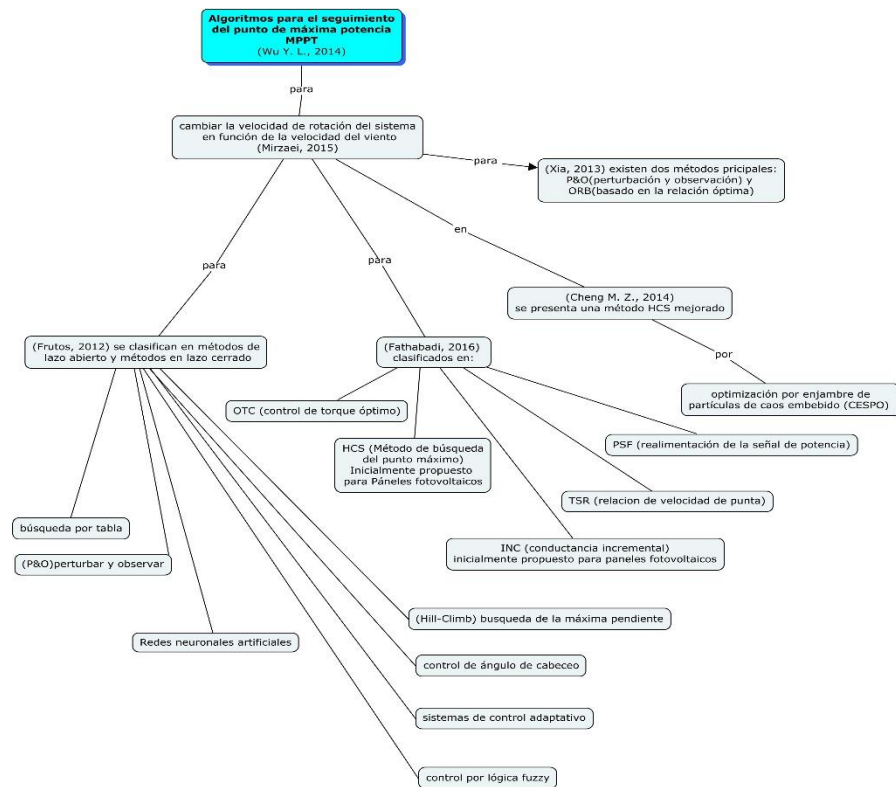 Algoritmos para el seguimiento
del punto de máxima potencia
MPPT
(Wu Y. L., 2014)
para
cambiar la velocidad de rotación del sistema
en función de la velocidad del viento
(Mirzaei, 2015)
para
(Xia, 2013) existen dos métodos pricipales:
P&O(perturbación y observación) y
ORB(basado en la relación óptima)
en
para
para
(Cheng M. Z., 2014)
se presenta una método HCS mejorado
(Frutos, 2012) se clasifican en métodos de
lazo abierto y métodos en lazo cerrado
(Fathabadi, 2016)
clasificados en:
por
optimización por enjambre de
partículas de caos embebido (CESPO)
OTC (control de torque óptimo)
PSF (realimentación de la señal de potencia)
HCS (Método de búsqueda
del punto máximo)
Inicialmente propuesto
para Páneles fotovoltaicos
TSR (relacion de velocidad de punta)
búsqueda por tabla
INC (conductancia incremental)
inicialmente propuesto para paneles fotovoltaicos
(P&O)perturbar y observar
(Hill-Climb) busqueda de la máxima pendiente
Redes neuronales artificiales
control de ángulo de cabeceo
sistemas de control adaptativo
control por lógica fuzzy